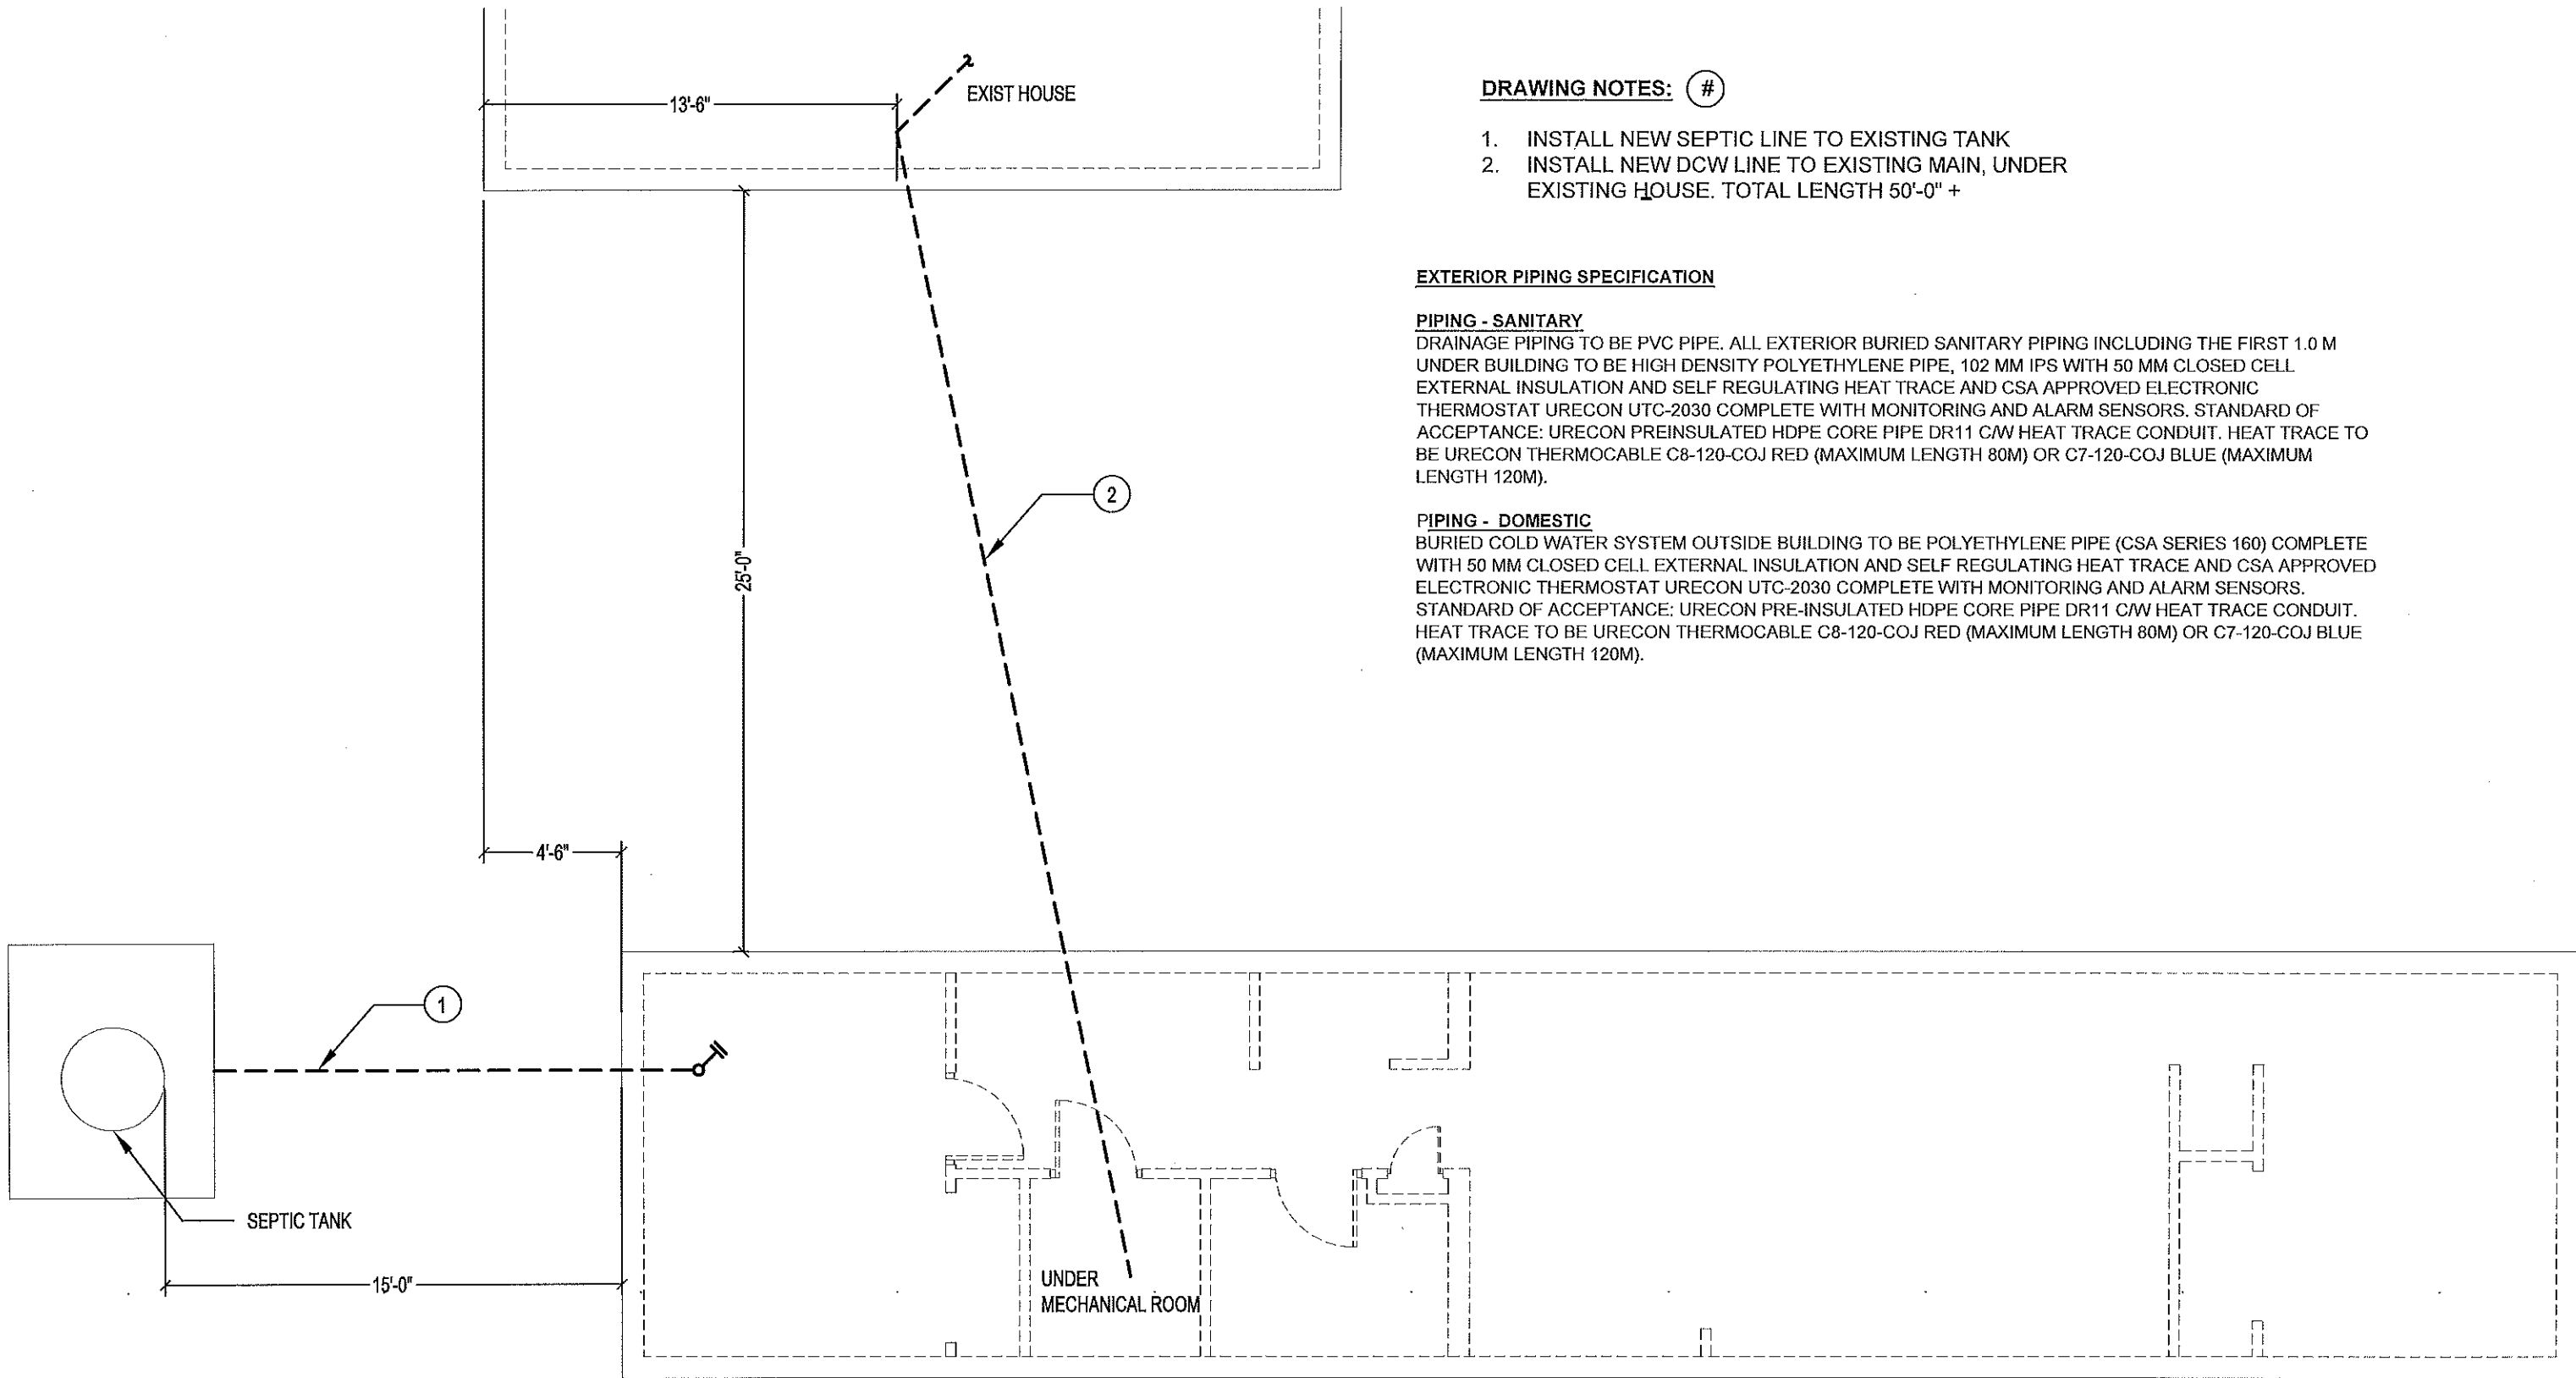 13'-6"
EXIST HOUSE
DRAWING NOTES: #
1. INSTALL NEW SEPTIC LINE TO EXISTING TANK
2. INSTALL NEW DCW LINE TO EXISTING MAIN, UNDER
EXISTING HOUSE. TOTAL LENGTH 50'-0" +
EXTERIOR PIPING SPECIFICATION
PIPING - SANITARY
DRAINAGE PIPING TO BE PVC PIPE. ALL EXTERIOR BURIED SANITARY PIPING INCLUDING THE FIRST 1.0 M
UNDER BUILDING TO BE HIGH DENSITY POLYETHYLENE PIPE, 102 MM IPS WITH 50 MM CLOSED CELL
EXTERNAL INSULATION AND SELF REGULATING HEAT TRACE AND CSA APPROVED ELECTRONIC
THERMOSTAT URECON UTC-2030 COMPLETE WITH MONITORING AND ALARM SENSORS. STANDARD OF
ACCEPTANCE: URECON PREINSULATED HDPE CORE PIPE DR11 C/W HEAT TRACE CONDUIT. HEAT TRACE TO
BE URECON THERMOCABLE C8-120-COJ RED (MAXIMUM LENGTH 80M) OR C7-120-COJ BLUE (MAXIMUM
LENGTH 120M).
PIPING - DOMESTIC
BURIED COLD WATER SYSTEM OUTSIDE BUILDING TO BE POLYETHYLENE PIPE (CSA SERIES 160) COMPLETE
WITH 50 MM CLOSED CELL EXTERNAL INSULATION AND SELF REGULATING HEAT TRACE AND CSA APPROVED
ELECTRONIC THERMOSTAT URECON UTC-2030 COMPLETE WITH MONITORING AND ALARM SENSORS.
STANDARD OF ACCEPTANCE: URECON PRE-INSULATED HDPE CORE PIPE DR11 C/W HEAT TRACE CONDUIT.
HEAT TRACE TO BE URECON THERMOCABLE C8-120-COJ RED (MAXIMUM LENGTH 80M) OR C7-120-COJ BLUE
(MAXIMUM LENGTH 120M).
2
25'-0"
4'-6"
1
SEPTIC TANK
15'-0"
UNDER
MECHANICAL ROOM